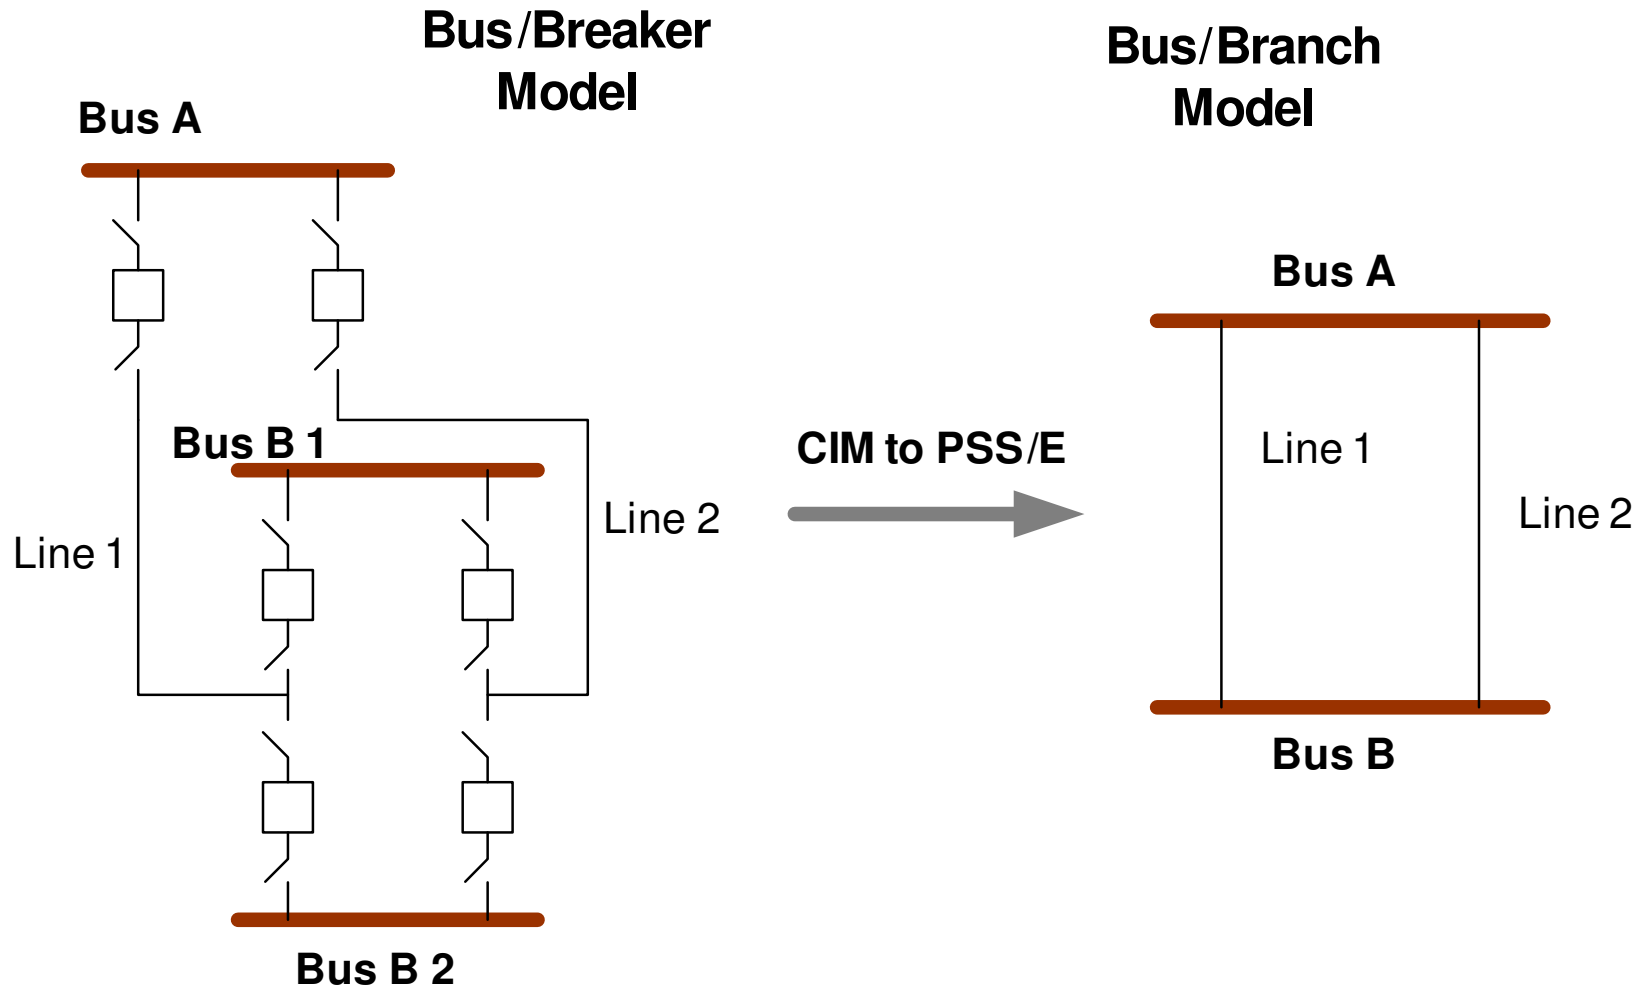 Bus/Breaker
Model
Bus A
Bus B 1
Line 1
Line 2
Bus B 2
CIM to PSS/E
Bus/Branch
Model
Bus A
Line 1
Line 2
Bus B